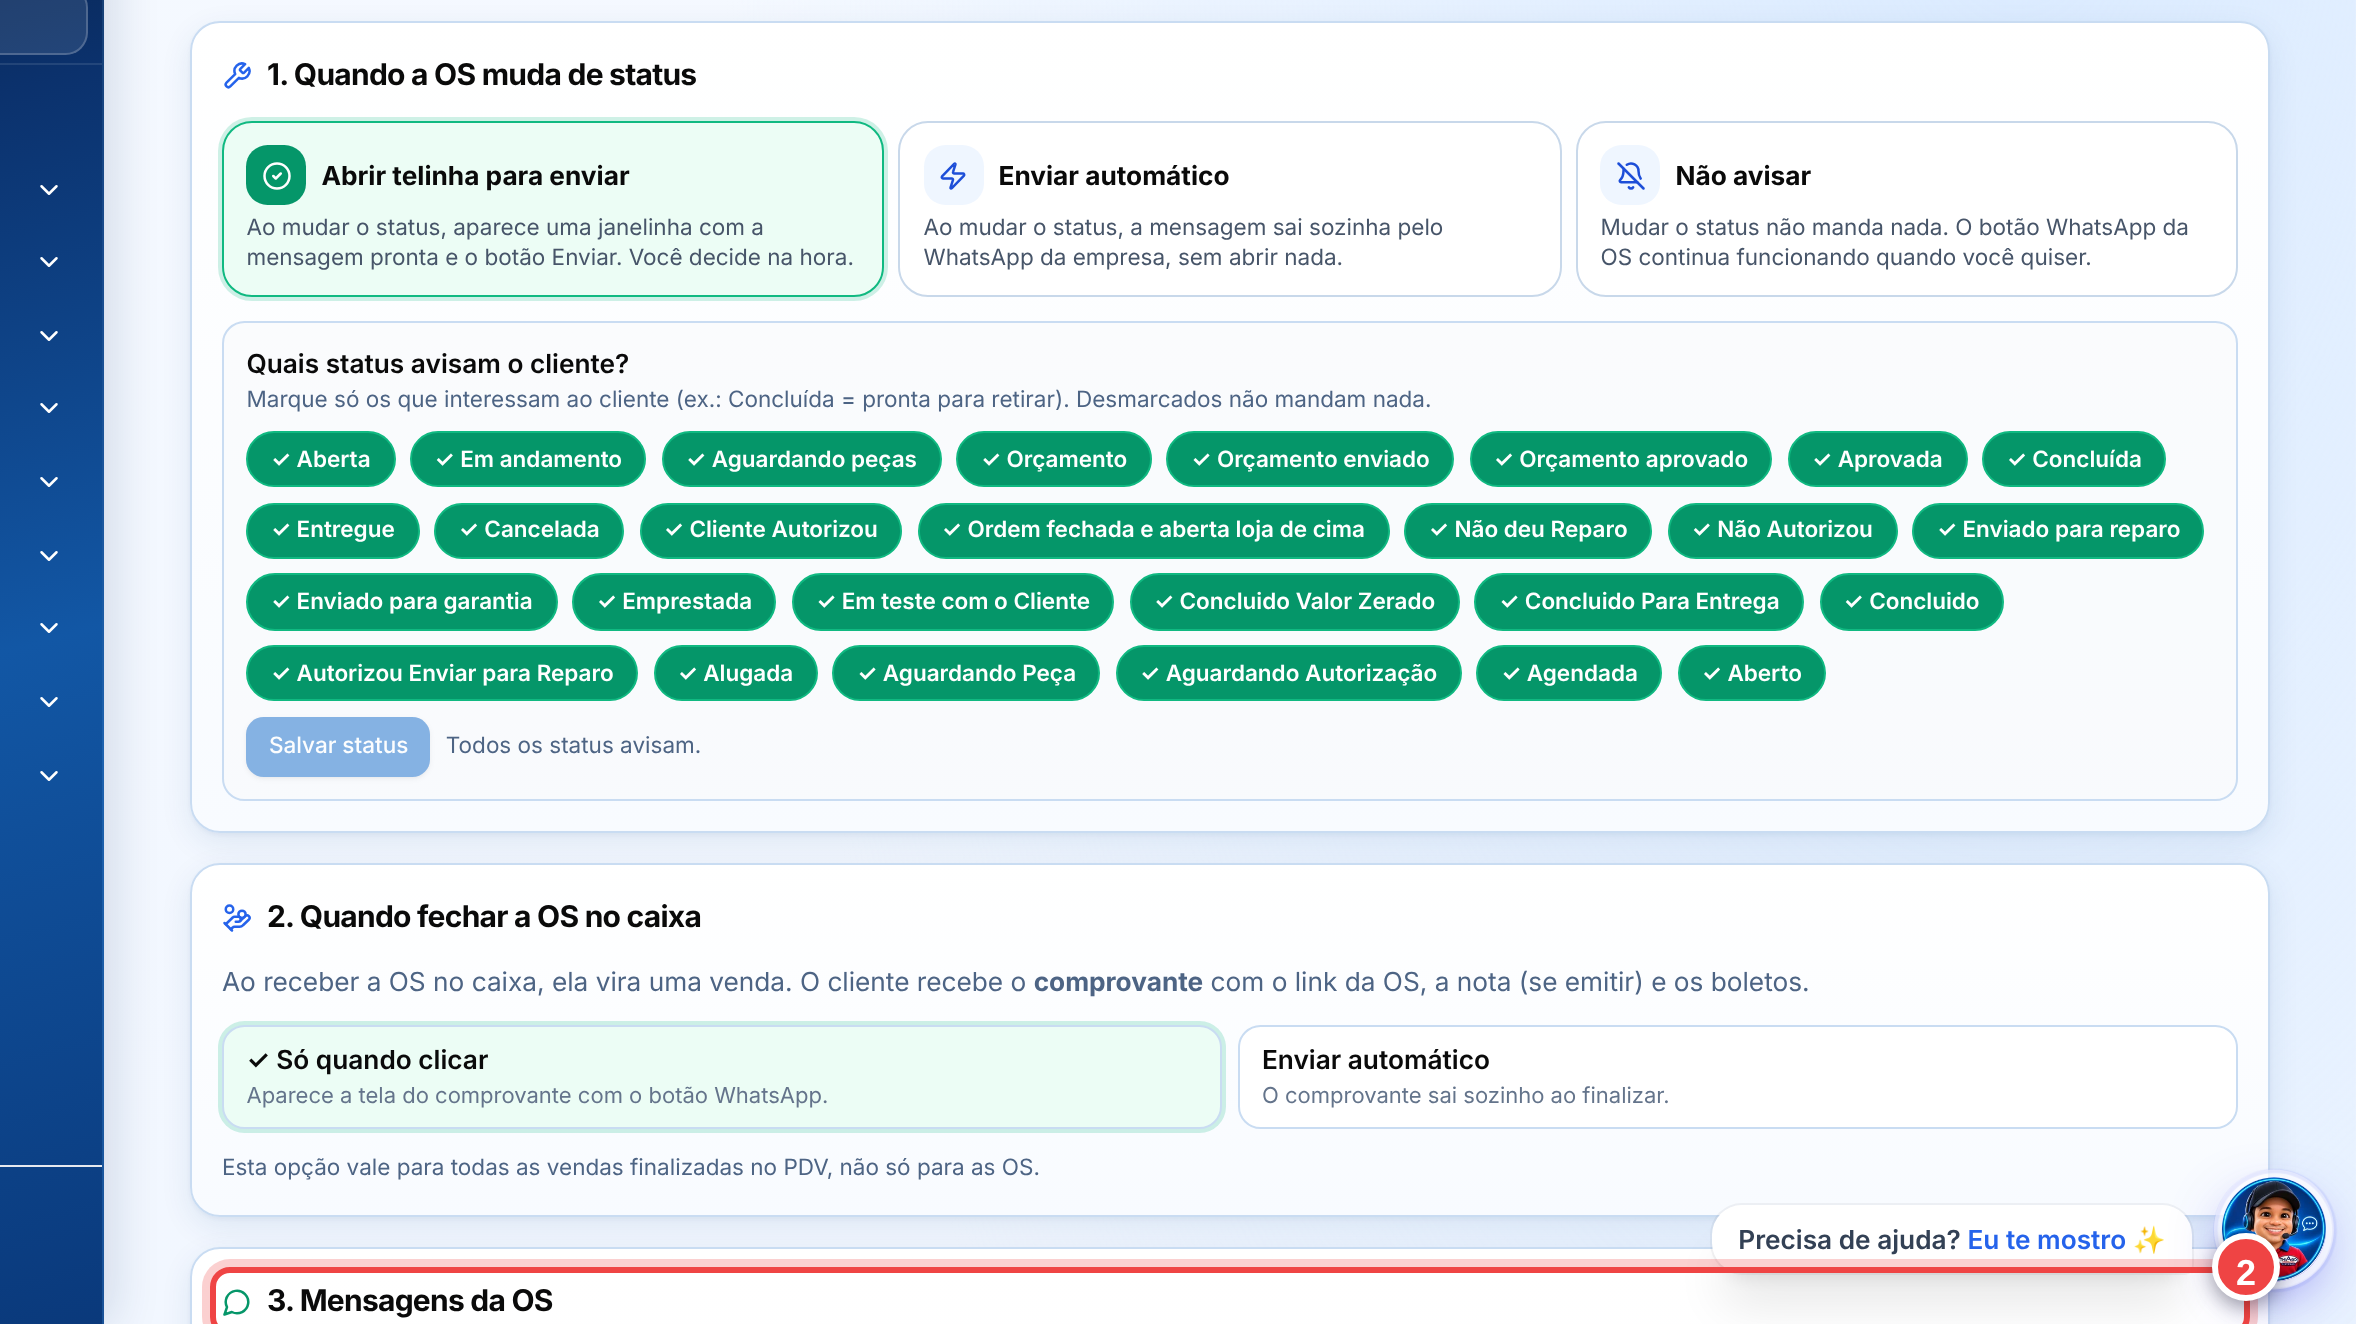 1. Quando a OS muda de status
Abrir telinha para enviar
Ao mudar o status, aparece uma janelinha com a
mensagem pronta e o botão Enviar. Você decide na hora.
Enviar automático
Ao mudar o status, a mensagem sai sozinha pelo
WhatsApp da empresa, sem abrir nada.
Não avisar
Mudar o status não manda nada. O botão WhatsApp da
OS continua funcionando quando você quiser.
Quais status avisam o cliente?
Marque só os que interessam ao cliente (ex.: Concluída = pronta para retirar). Desmarcados não mandam nada.
✓ Aberta ✓ Em andamento ✓ Aguardando peças ✓ Orçamento ✓ Orçamento enviado ✓ Orçamento aprovado ✓ Aprovada ✓ Concluída
✓ Entregue ✓ Cancelada ✓ Cliente Autorizou ✓ Ordem fechada e aberta loja de cima ✓ Não deu Reparo ✓ Não Autorizou ✓ Enviado para reparo
✓ Enviado para garantia ✓ Emprestada ✓ Em teste com o Cliente ✓ Concluido Valor Zerado ✓ Concluido Para Entrega ✓ Concluido
✓ Autorizou Enviar para Reparo ✓ Alugada ✓ Aguardando Peça ✓ Aguardando Autorização ✓ Agendada ✓ Aberto
Salvar status Todos os status avisam.
2. Quando fechar a OS no caixa
Ao receber a OS no caixa, ela vira uma venda. O cliente recebe o comprovante com o link da OS, a nota (se emitir) e os boletos.
✓ Só quando clicar
Aparece a tela do comprovante com o botão WhatsApp.
Enviar automático
O comprovante sai sozinho ao finalizar.
Esta opção vale para todas as vendas finalizadas no PDV, não só para as OS.
Precisa de ajuda? Eu te mostro ✨
2
3. Mensagens da OS